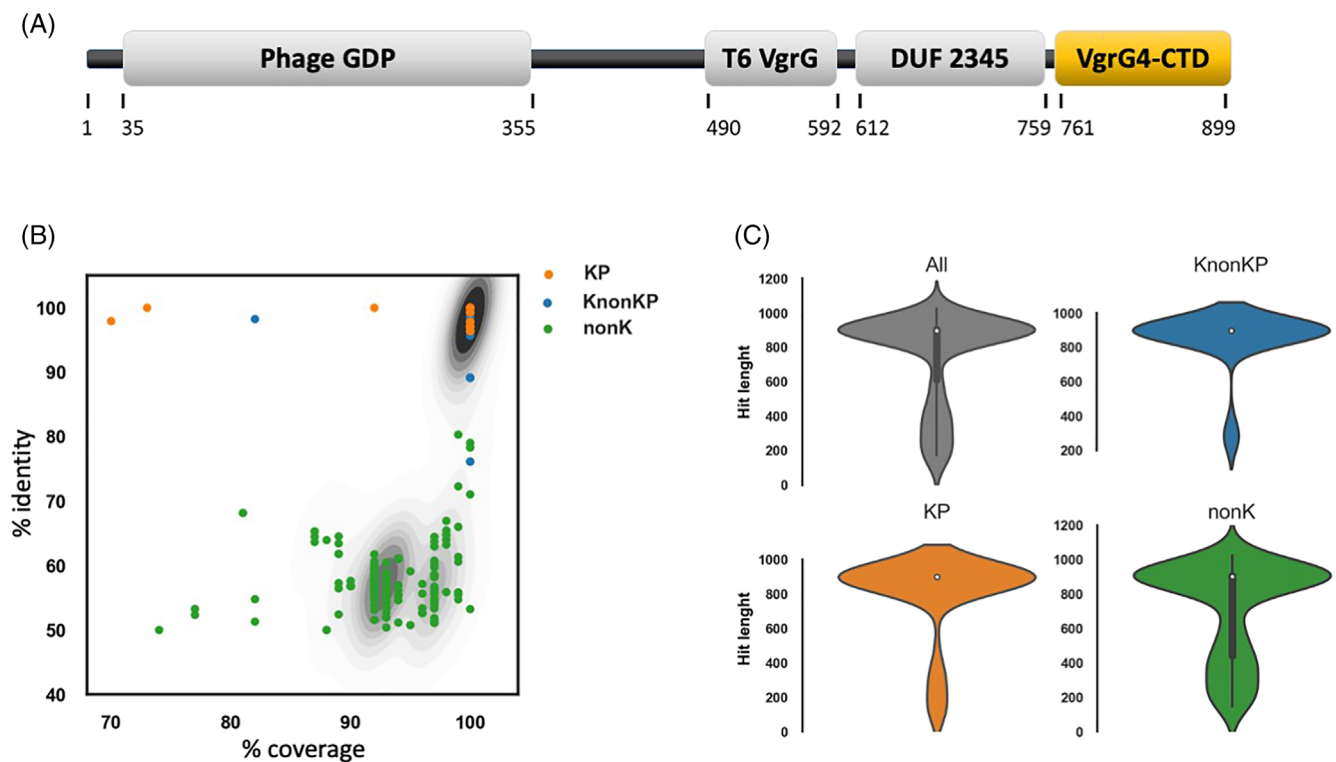 (A)
Phage GDP
T6 VgrG
DUF 2345
VgrG4-CTD
1 35 355 490 592 612 759 761 899
(B)
100
90
80
70
60
50
40
% identity
70 80 90 100
% coverage
KP
KnonKP
nonK
(C)
All
1200
1000
800
600
400
200
0
Hit lenght
KnonKP
1000
800
600
400
200
KP
1000
800
600
400
200
0
Hit lenght
nonK
1200
1000
800
600
400
200
0